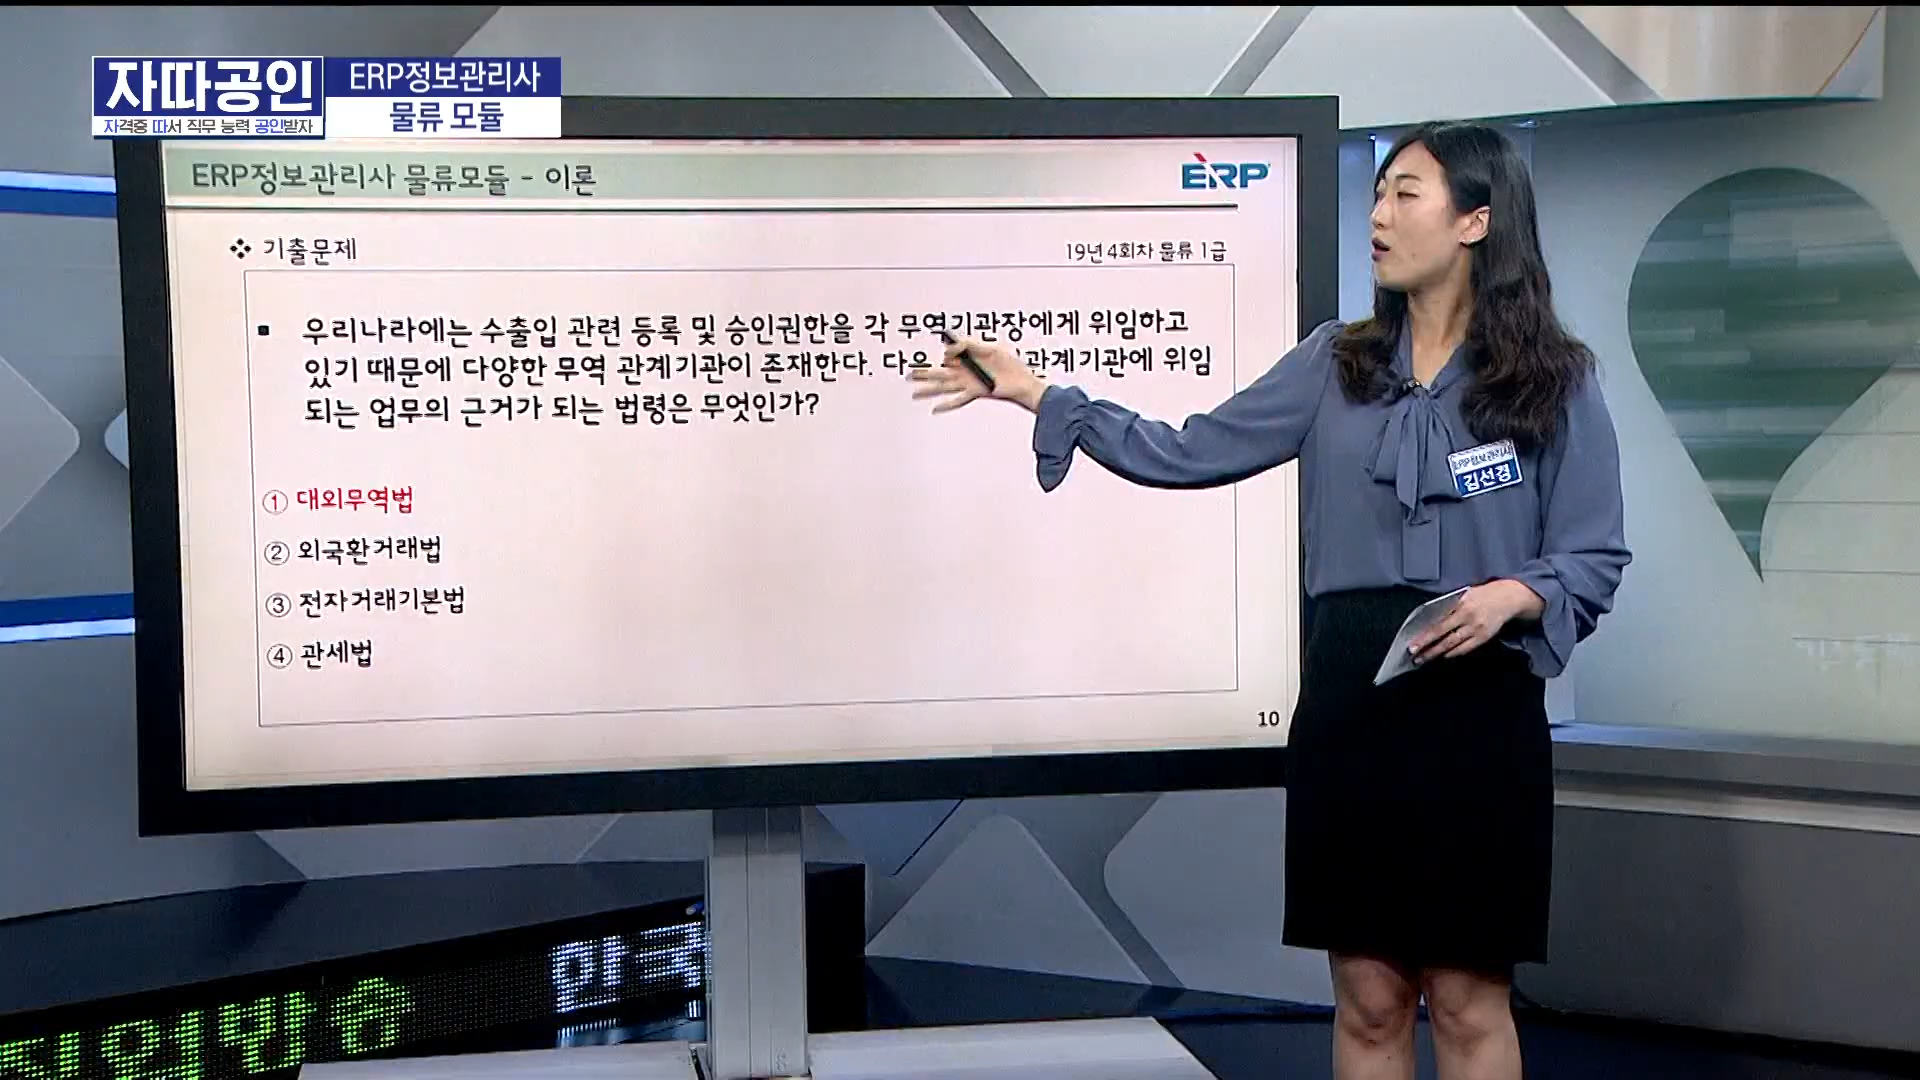 자따공인
자격증 따서 직무 능력 공인받자
ERP정보관리사
물류 모듈
ERP정보관리사 물류모듈 - 이론
ERP
❖ 기출문제
19년 4회차 물류 1급
▪ 우리나라에는 수출입 관련 등록 및 승인권한을 각 무역기관장에게 위임하고
있기 때문에 다양한 무역 관계기관이 존재한다. 다음 관계기관에 위임
되는 업무의 근거가 되는 법령은 무엇인가?
① 대외무역법
② 외국환거래법
③ 전자거래기본법
④ 관세법
10
ERP정보관리사
김선경
한국
직업방송